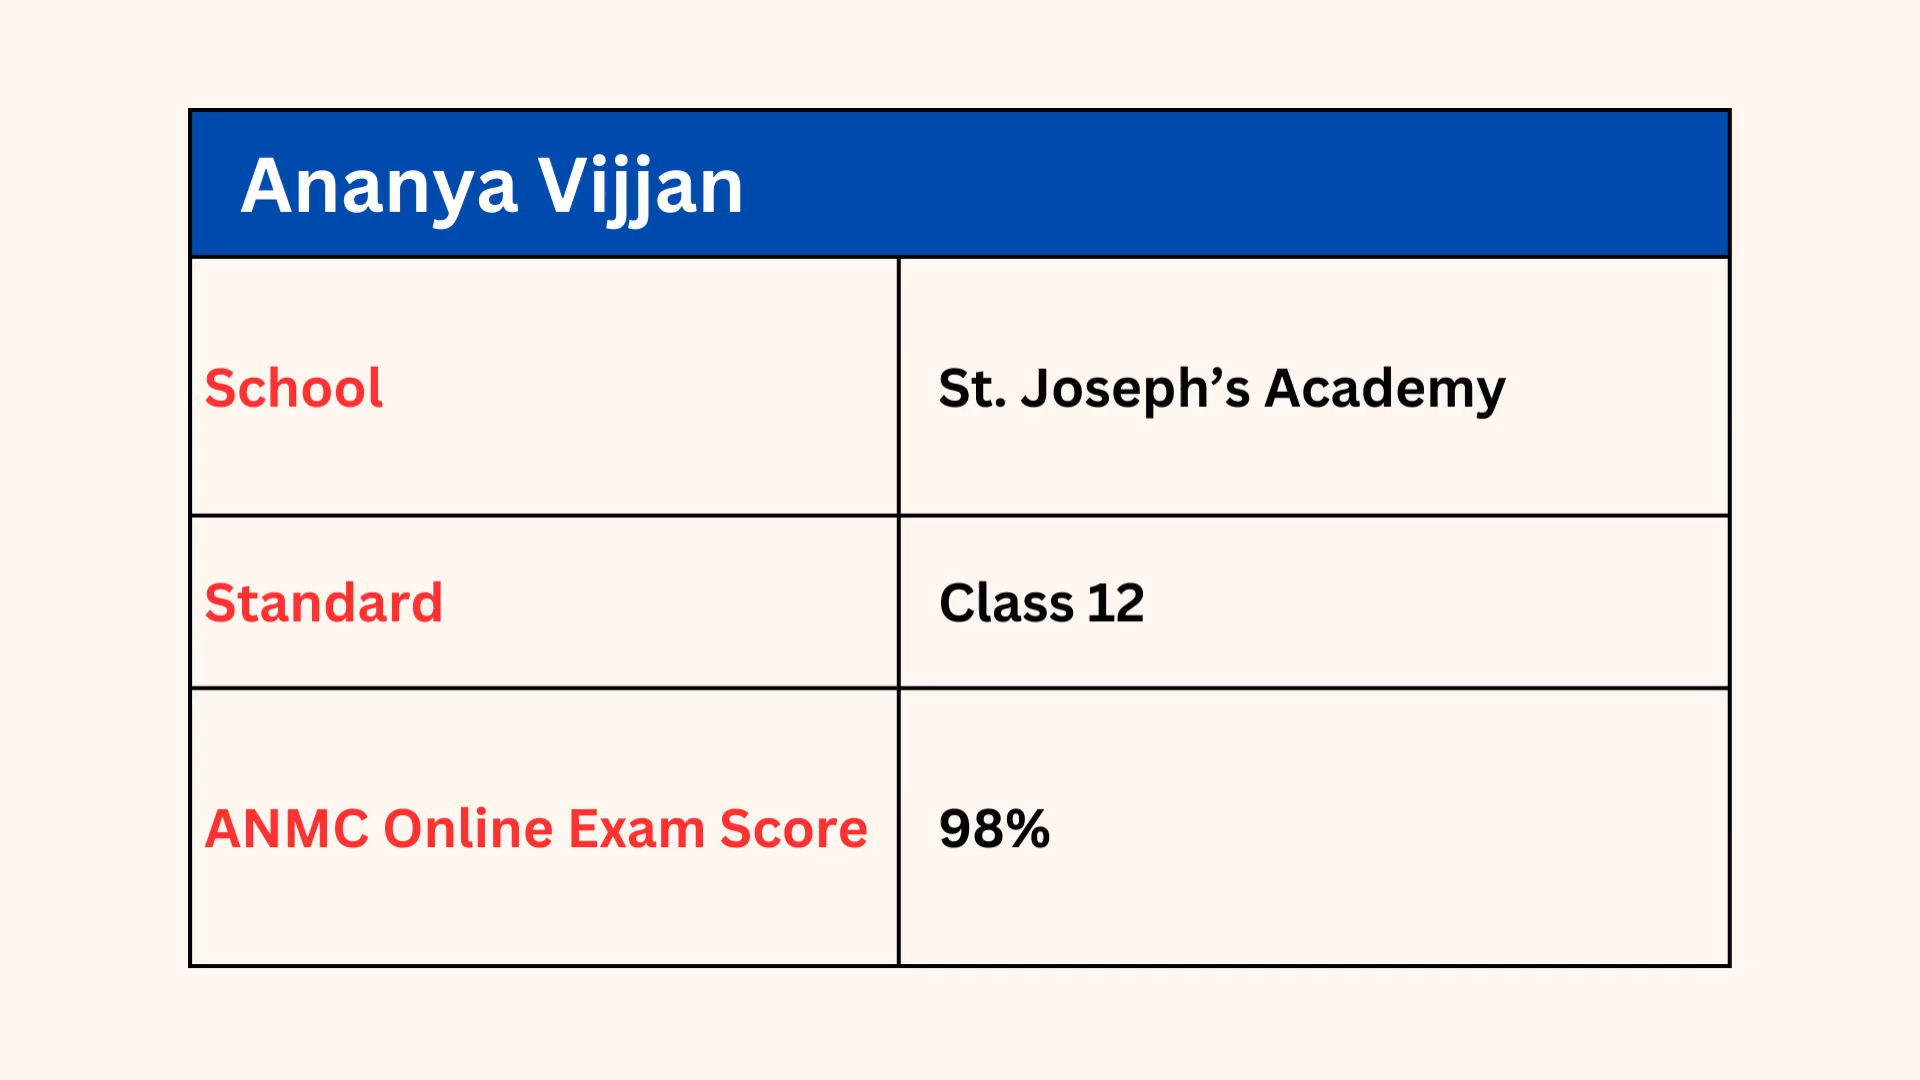 Ananya Vijjan
School
St. Joseph’s Academy
Standard
Class 12
ANMC Online Exam Score
98%